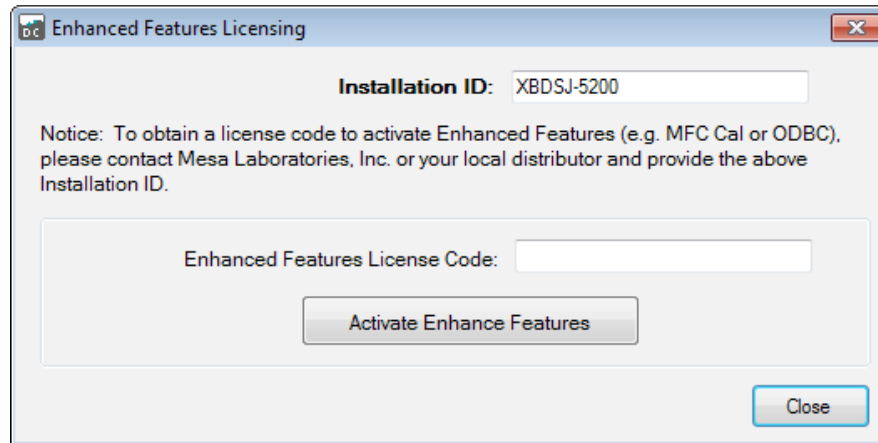 DC Enhanced Features Licensing
Installation ID: XBDSJ-5200
Notice: To obtain a license code to activate Enhanced Features (e.g. MFC Cal or ODBC),
please contact Mesa Laboratories, Inc. or your local distributor and provide the above
Installation ID.
Enhanced Features License Code:
Activate Enhance Features
Close